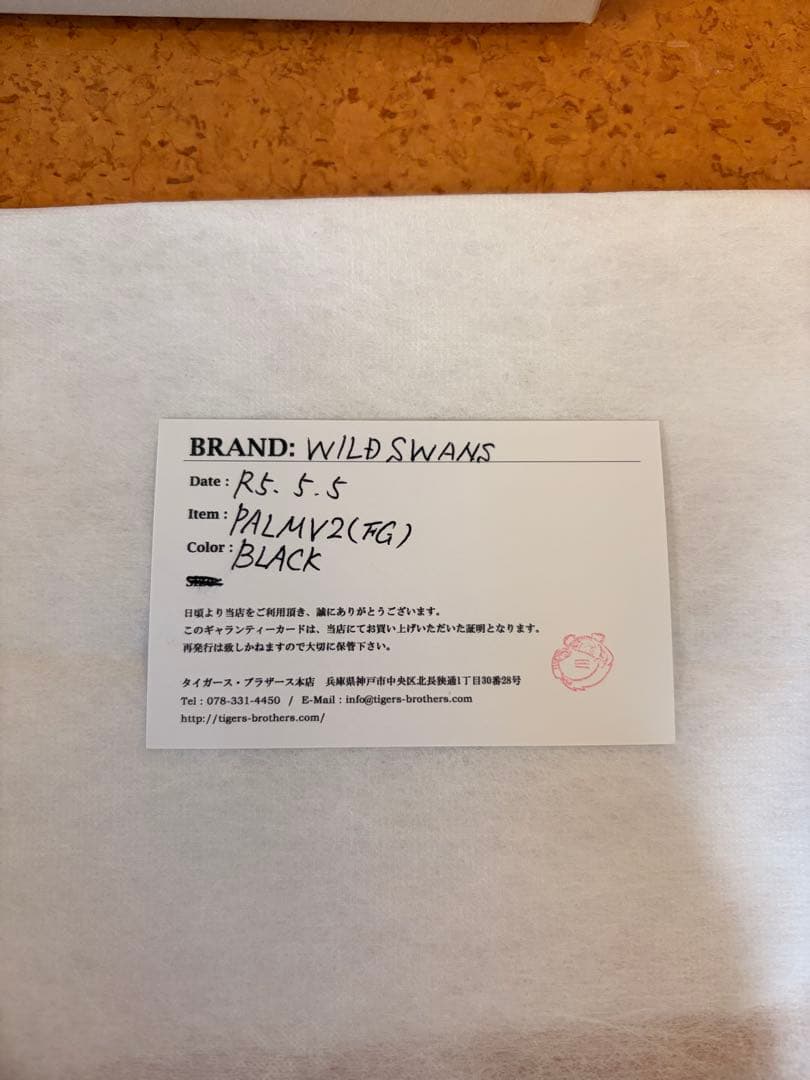 BRAND: WILDSWANS
Date : R5. 5. 5
Item : PALMV2(FG)
Color : BLACK
日頃より当店をご利用頂き、誠にありがとうございます。
このギャランティーカードは、当店にてお買い上げいただいた証明となります。
再発行は致しかねますので大切に保管下さい。
タイガース・ブラザース本店 兵庫県神戸市中央区北長狭通1丁目30番28号
Tel : 078-331-4450 / E-Mail : info@tigers-brothers.com
http://tigers-brothers.com/